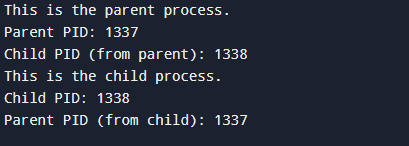 This is the parent process.
Parent PID: 1337
Child PID (from parent): 1338
This is the child process.
Child PID: 1338
Parent PID (from child): 1337